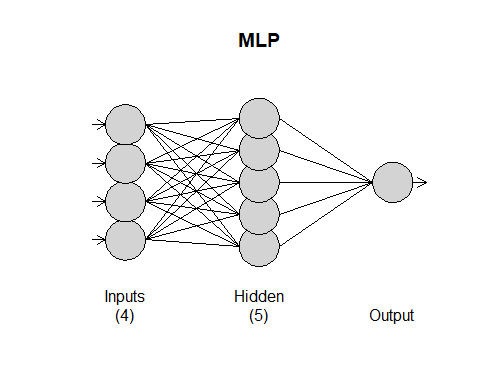 MLP
Inputs
(4)
Hidden
(5)
Output